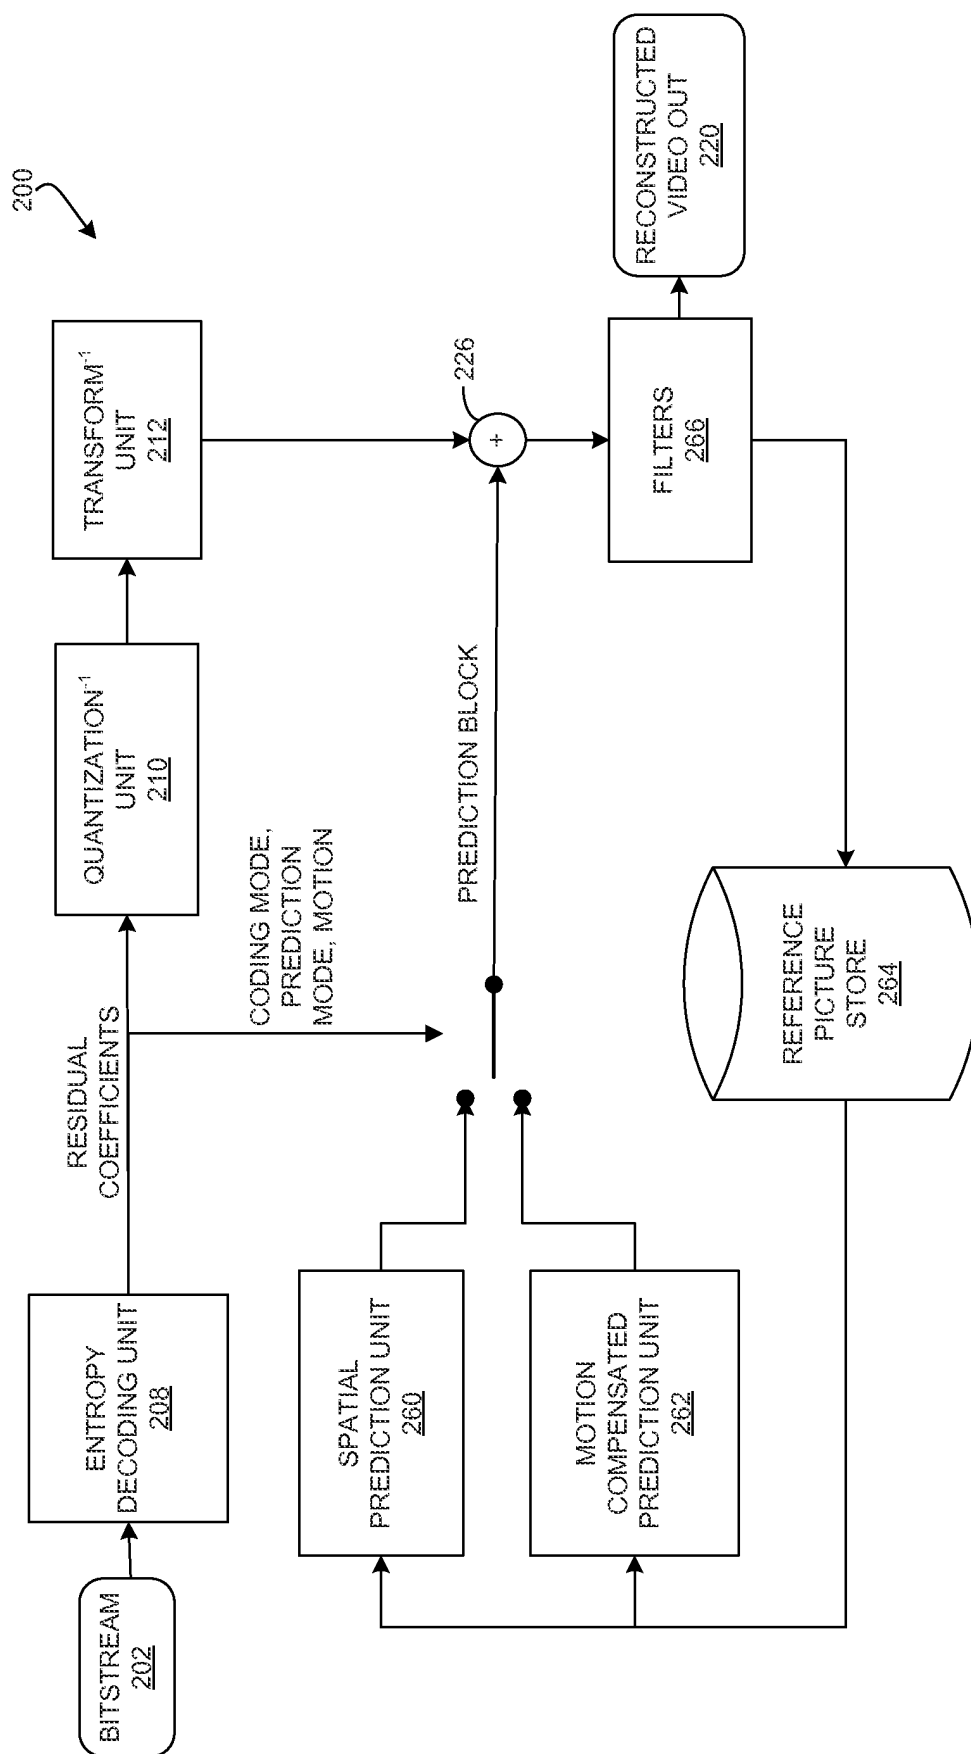 200
BITSTREAM
202
ENTROPY
DECODING UNIT
208
RESIDUAL
COEFFICIENTS
QUANTIZATION-1
UNIT
210
TRANSFORM-1
UNIT
212
CODING MODE,
PREDICTION
MODE, MOTION
SPATIAL
PREDICTION UNIT
260
MOTION
COMPENSATED
PREDICTION UNIT
262
PREDICTION BLOCK
+
226
FILTERS
266
RECONSTRUCTED
VIDEO OUT
220
REFERENCE
PICTURE
STORE
264